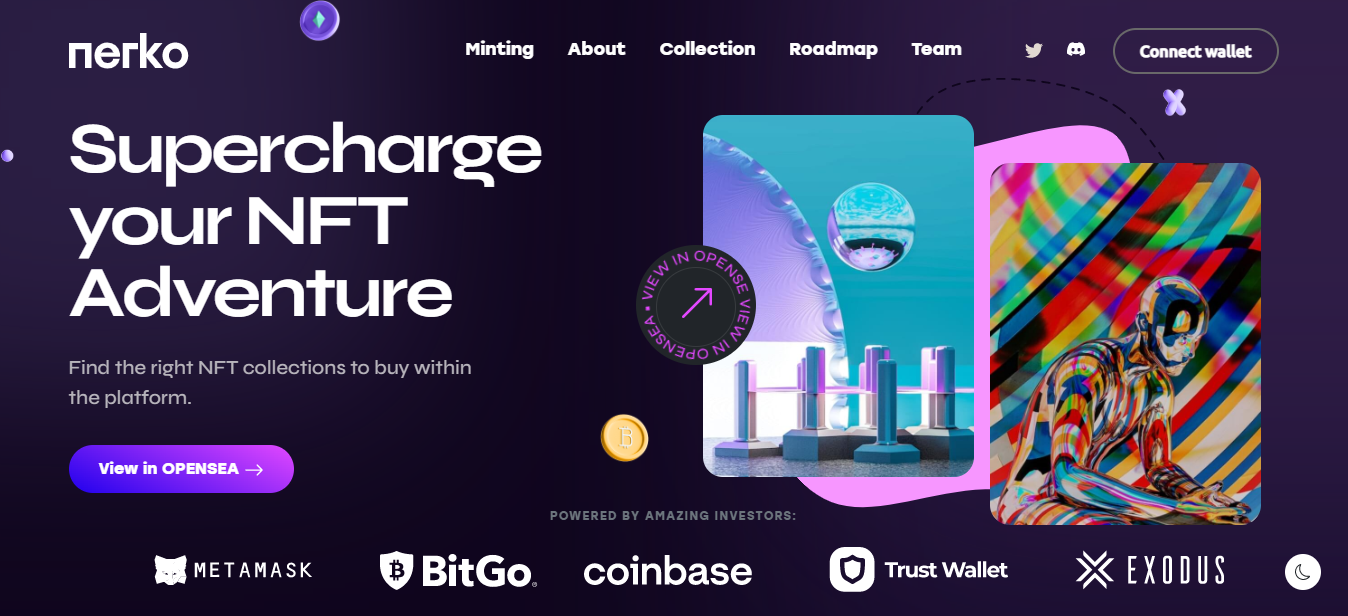 nerko
Minting About Collection Roadmap Team Connect wallet
Supercharge
your NFT
Adventure
Find the right NFT collections to buy within
the platform.
View in OPENSEA
VIEW IN OPENSE VIEW IN OPENSEA
POWERED BY AMAZING INVESTORS:
METAMASK BitGo coinbase Trust Wallet EXODUS